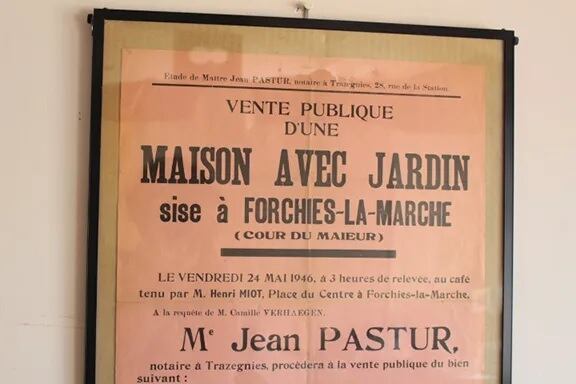 Etude de Maître Jean PASTUR, notaire à Trazegnies, 28, rue de la Station.
VENTE PUBLIQUE
D'UNE
MAISON AVEC JARDIN
sise à FORCHIES-LA-MARCHE
(COUR DU MAIEUR)
LE VENDREDI 24 MAI 1946, à 3 heures de relevée, au café
tenu par M. Henri MIOT, Place du Centre à Forchies-la-Marche.
A la requête de M. Camille VERHAEGEN,
Me Jean PASTUR,
notaire à Trazegnies, procèdera à la vente publique du bien
suivant :